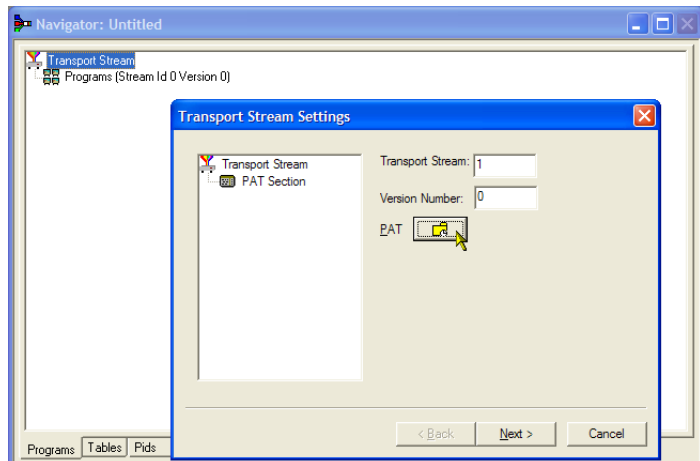 Navigator: Untitled
Transport Stream
Programs (Stream Id 0 Version 0)
Transport Stream Settings
Transport Stream
PAT Section
Transport Stream: 1
Version Number: 0
PAT
< Back
Next >
Cancel
Programs
Tables
Pids